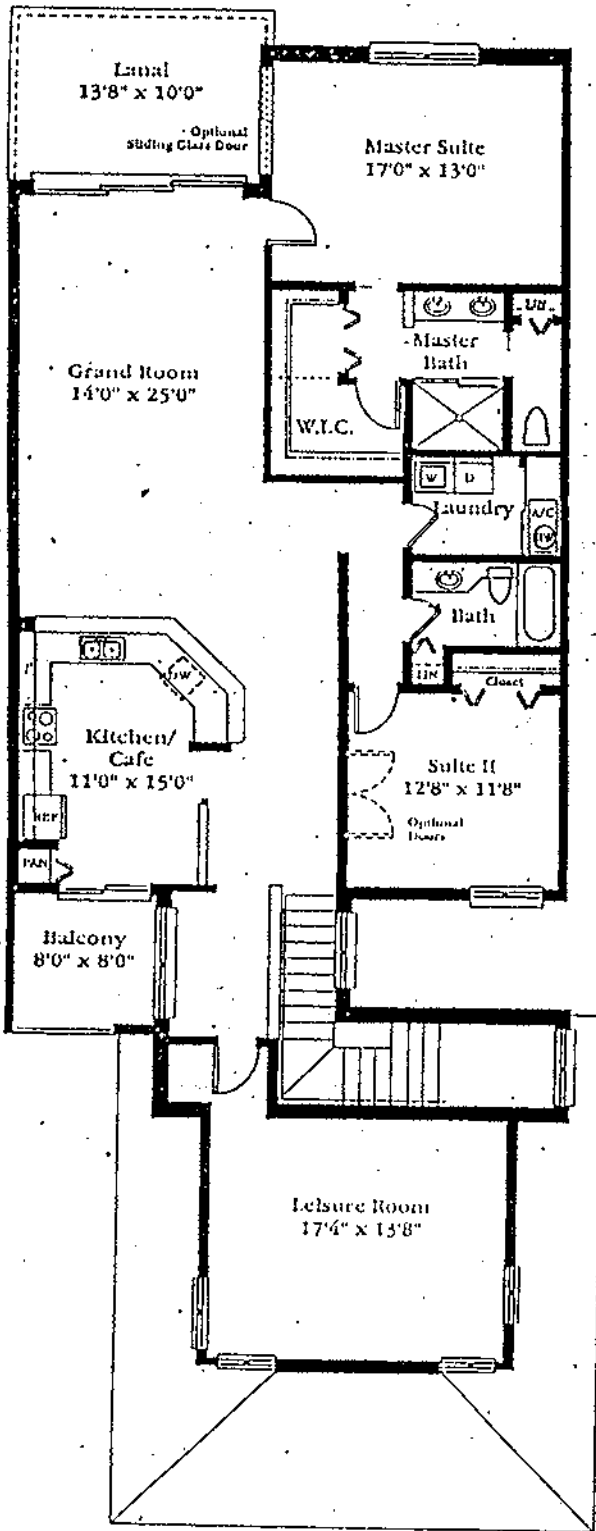 Lanai
13'8" x 10'0"
Optional
Sliding Glass Door
Master Suite
17'0" x 13'0"
LIN
Master
Bath
Grand Room
14'0" x 25'0"
W.I.C.
W D
Laundry
A/C
HW
Bath
LIN
Closet
DW
Kitchen/
Cafe
11'0" x 15'0"
REF
PAN
Suite II
12'8" x 11'8"
Optional
Doors
Balcony
8'0" x 8'0"
Leisure Room
17'4" x 13'8"